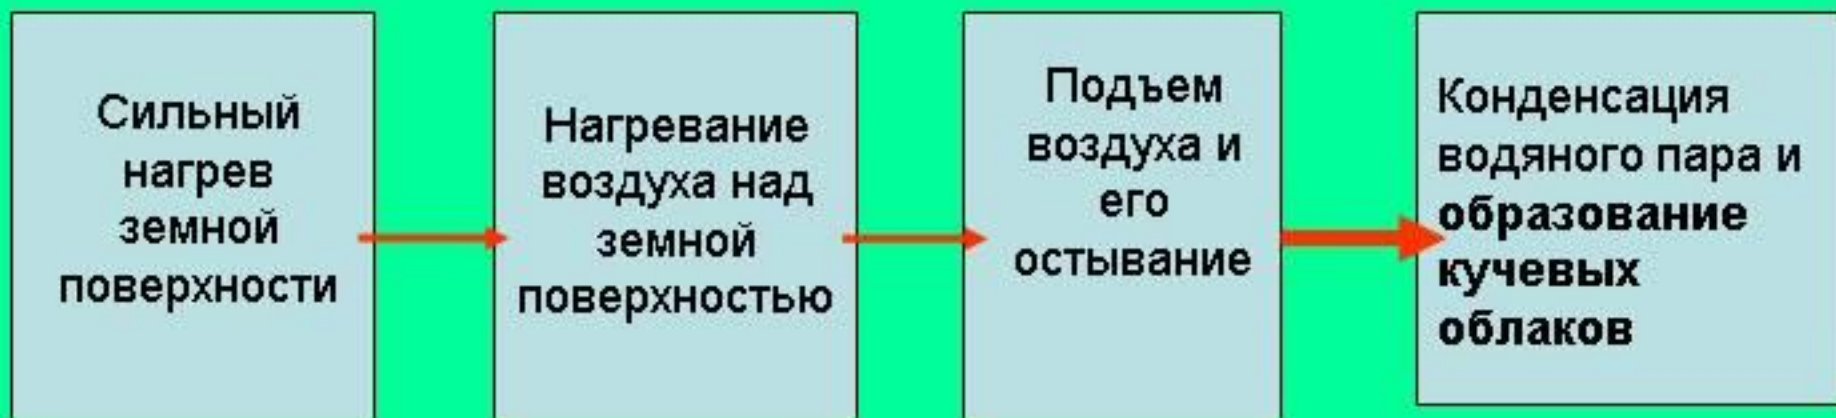 Сильный
нагрев
земной
поверхности
Нагревание
воздуха над
земной
поверхностью
Подъем
воздуха и
его
остывание
Конденсация
водяного пара и
образование
кучевых
облаков